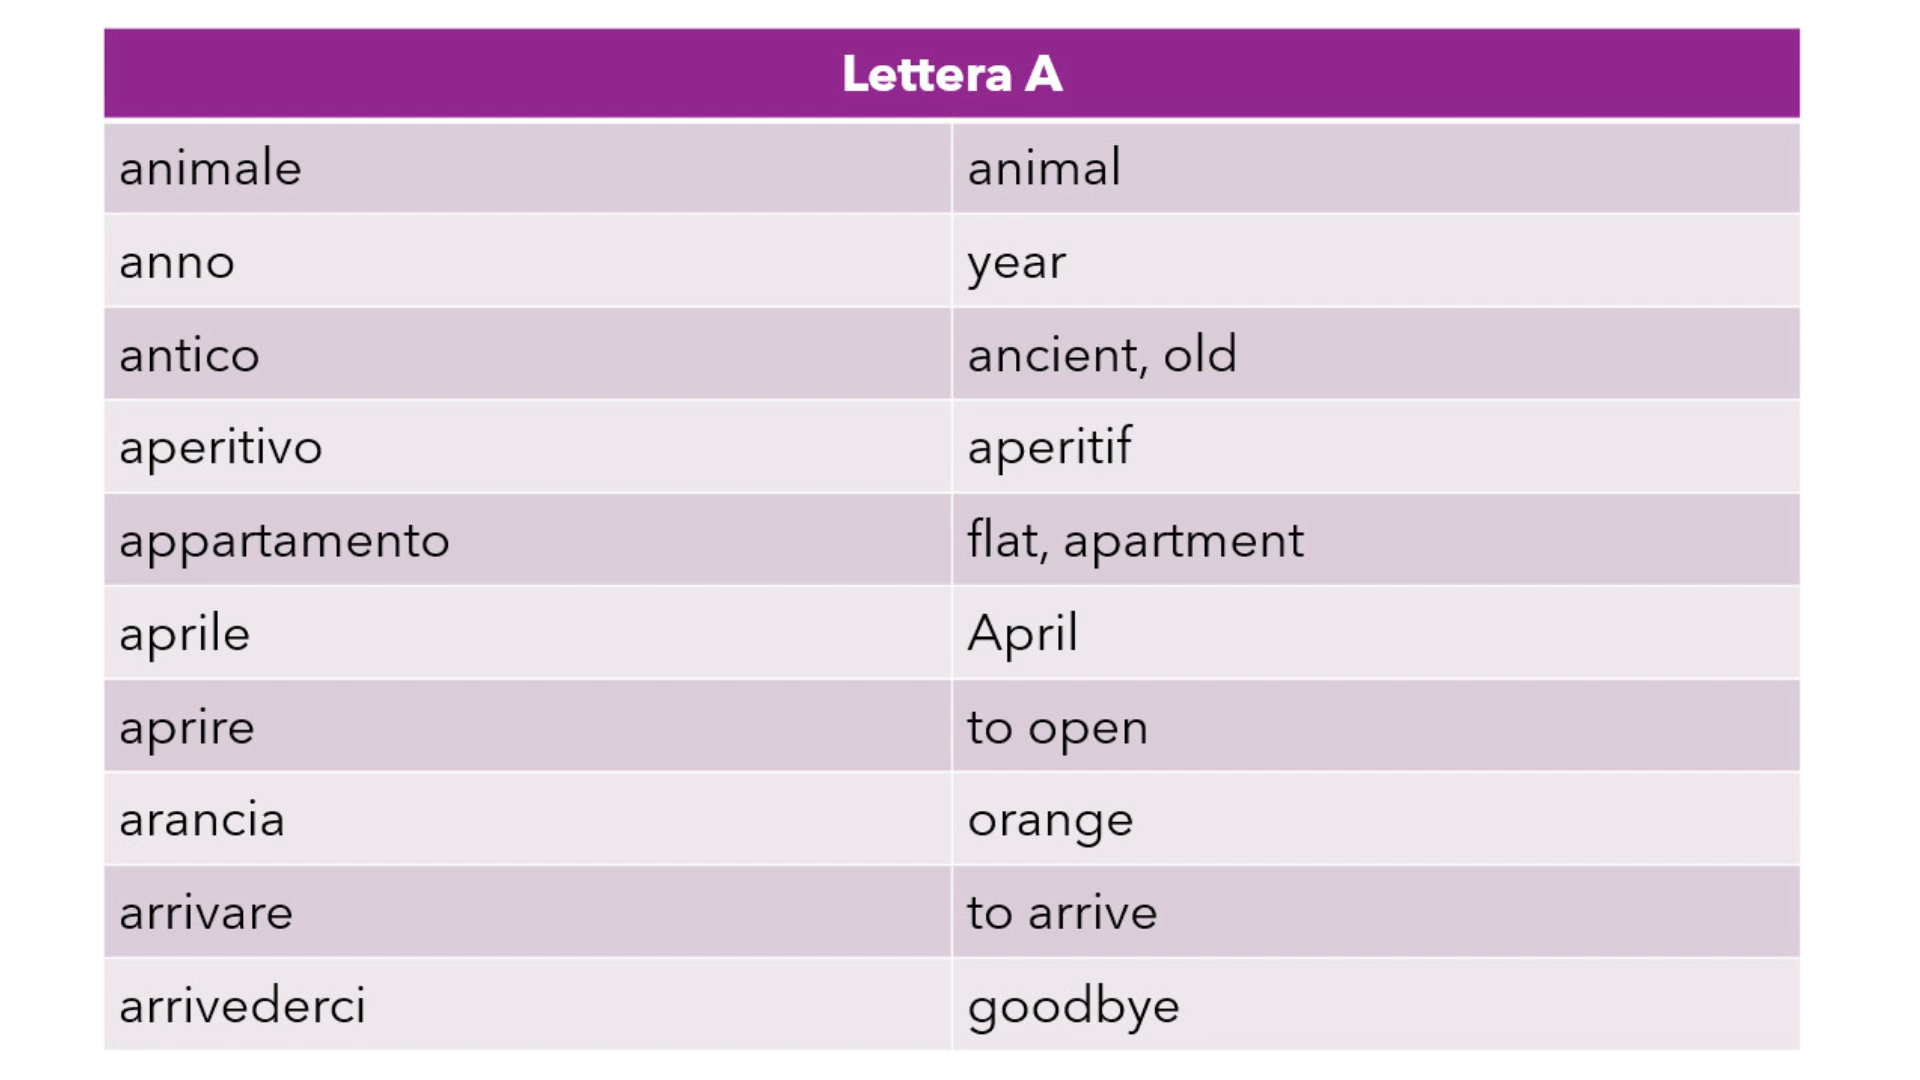 Lettera A
animale animal
anno year
antico ancient, old
aperitivo aperitif
appartamento flat, apartment
aprile April
aprire to open
arancia orange
arrivare to arrive
arrivederci goodbye